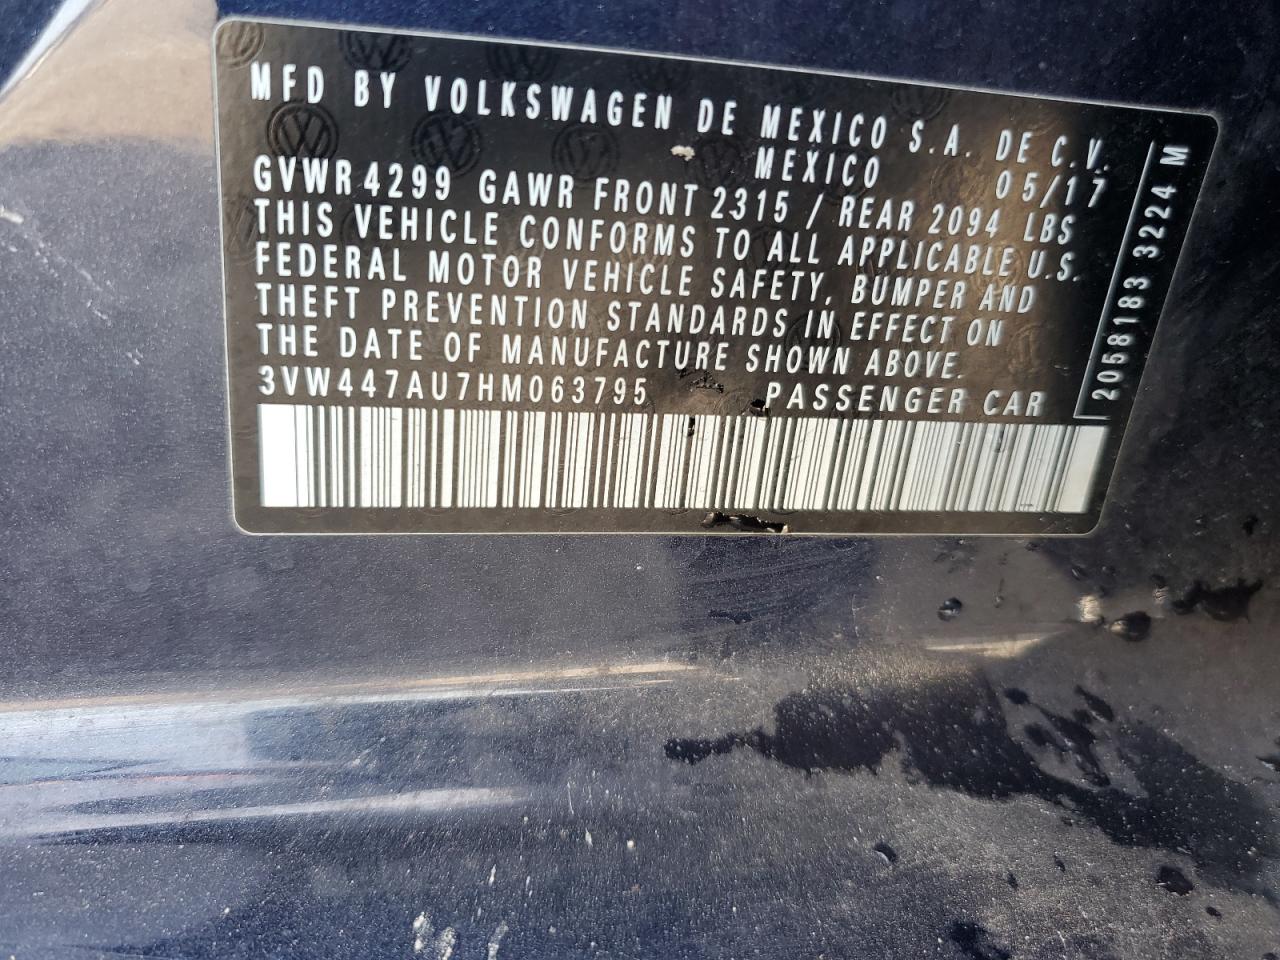 MFD BY VOLKSWAGEN DE MEXICO S.A. DE C.V.
MEXICO 05/17
GVWR 4299 GAWR FRONT 2315 / REAR 2094 LBS
THIS VEHICLE CONFORMS TO ALL APPLICABLE U.S.
FEDERAL MOTOR VEHICLE SAFETY, BUMPER AND
THEFT PREVENTION STANDARDS IN EFFECT ON
THE DATE OF MANUFACTURE SHOWN ABOVE.
3VW447AU7HM063795 PASSENGER CAR
2058183 3224 M